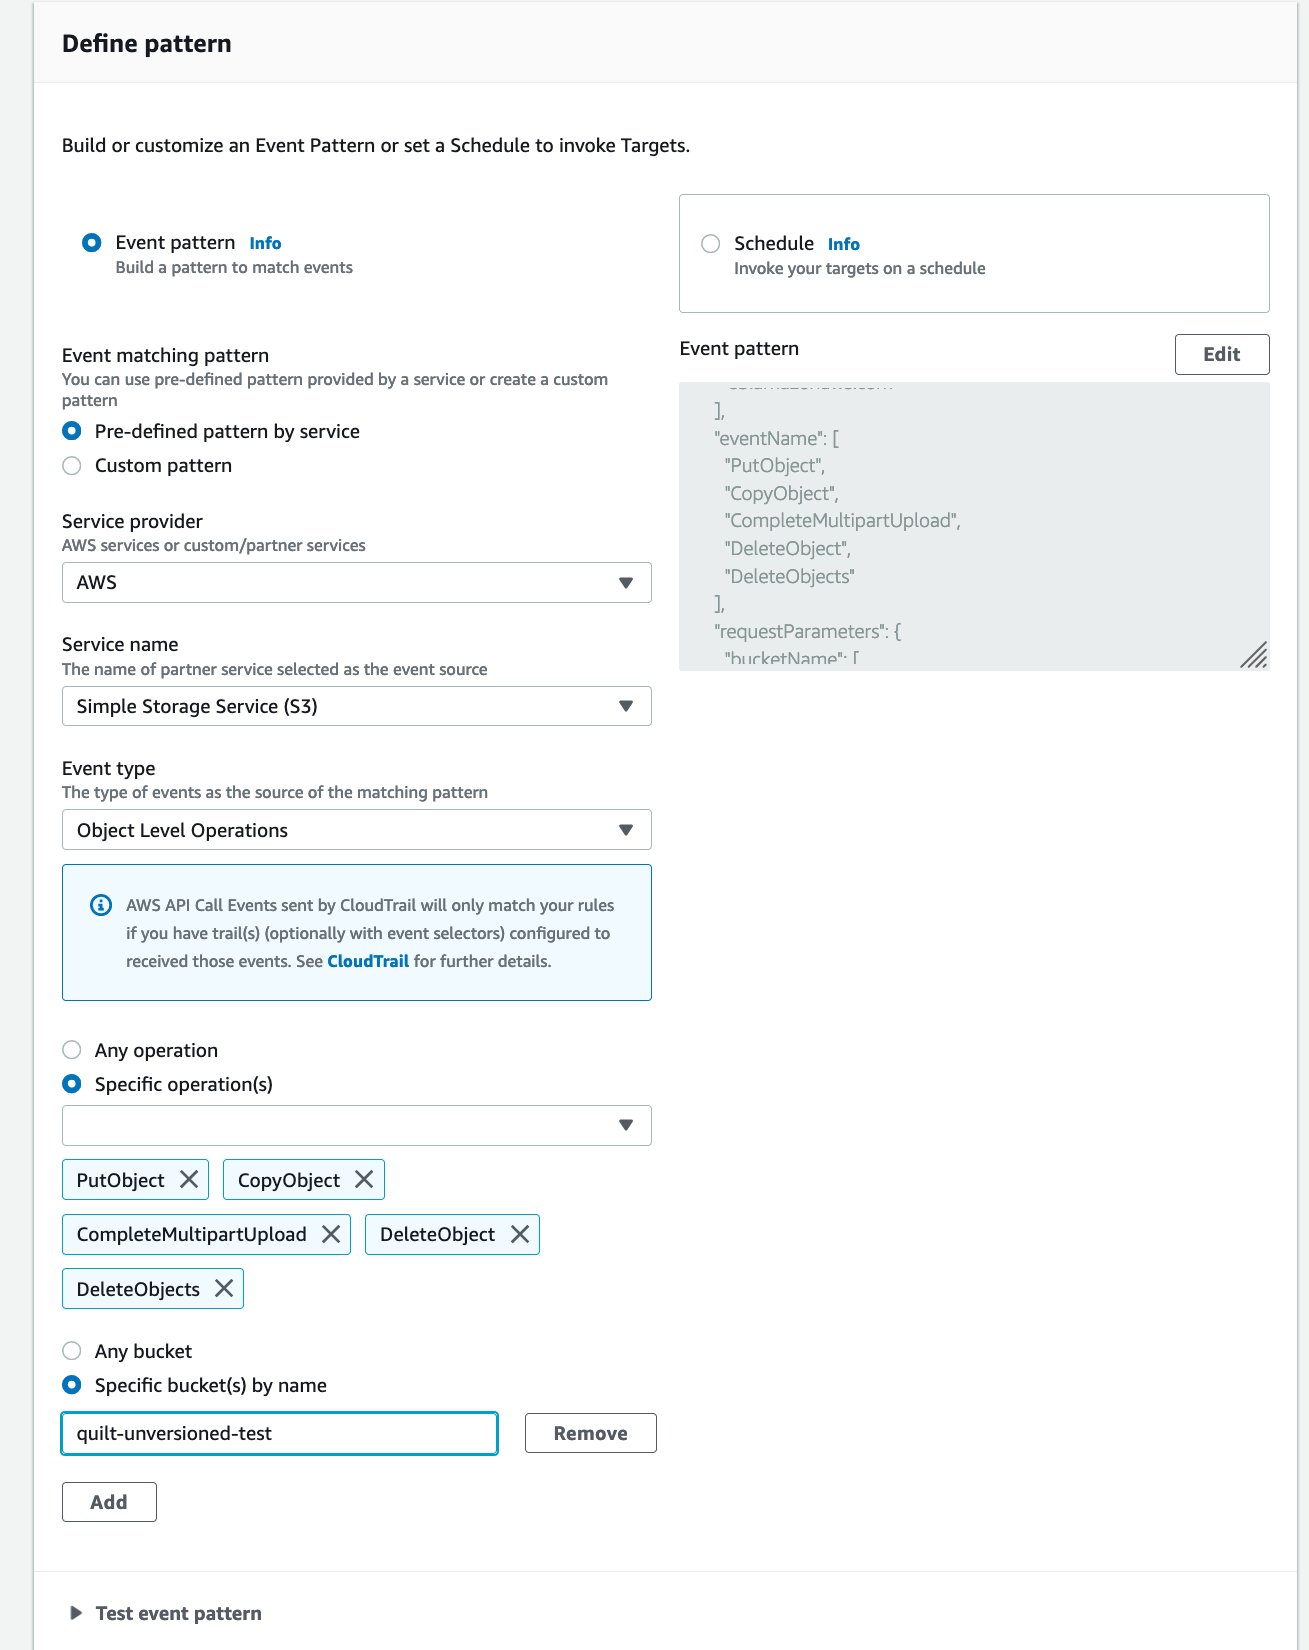 Define pattern
Build or customize an Event Pattern or set a Schedule to invoke Targets.
Event pattern Info
Build a pattern to match events
Schedule Info
Invoke your targets on a schedule
Event matching pattern
You can use pre-defined pattern provided by a service or create a custom
pattern
Pre-defined pattern by service
Custom pattern
Service provider
AWS services or custom/partner services
AWS
Service name
The name of partner service selected as the event source
Simple Storage Service (S3)
Event type
The type of events as the source of the matching pattern
Object Level Operations
AWS API Call Events sent by CloudTrail will only match your rules
if you have trail(s) (optionally with event selectors) configured to
received those events. See CloudTrail for further details.
Any operation
Specific operation(s)
PutObject
CopyObject
CompleteMultipartUpload
DeleteObject
DeleteObjects
Any bucket
Specific bucket(s) by name
quilt-unversioned-test
Remove
Add
Event pattern
Edit
],
"eventName": [
"PutObject",
"CopyObject",
"CompleteMultipartUpload",
"DeleteObject",
"DeleteObjects"
],
"requestParameters": {
"bucketName": [
Test event pattern